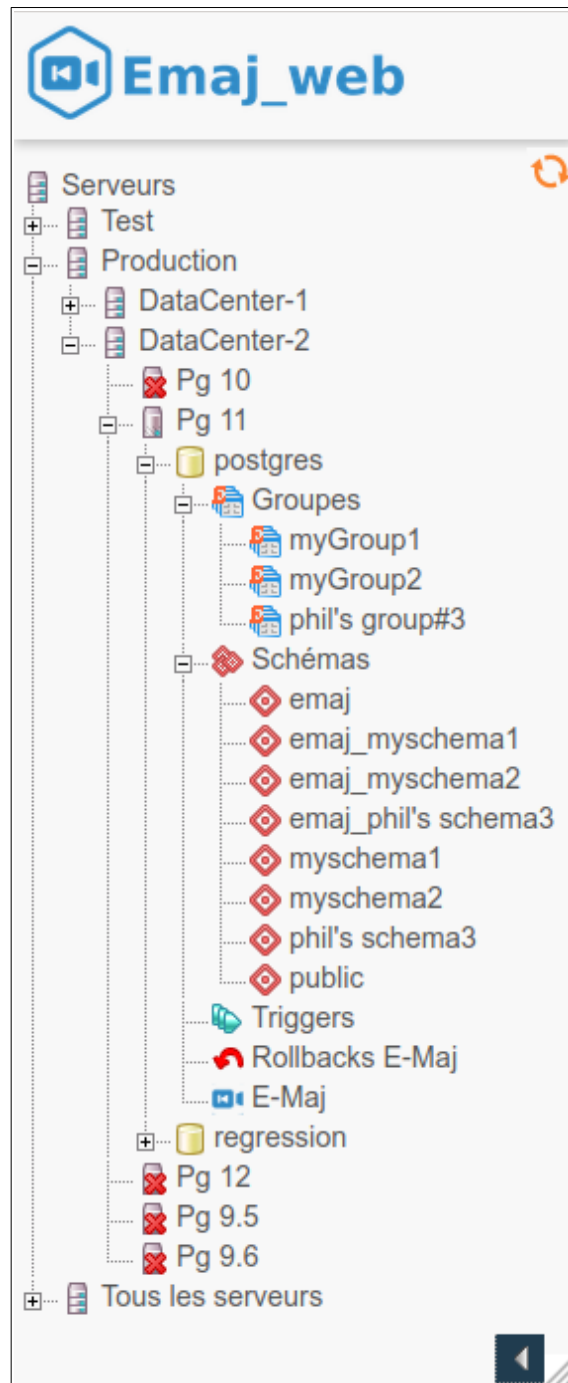 Emaj_web
Serveurs
Test
Production
DataCenter-1
DataCenter-2
Pg 10
Pg 11
postgres
Groupes
myGroup1
myGroup2
phil's group#3
Schémas
emaj
emaj_myschema1
emaj_myschema2
emaj_phil's schema3
myschema1
myschema2
phil's schema3
public
Triggers
Rollbacks E-Maj
E-Maj
regression
Pg 12
Pg 9.5
Pg 9.6
Tous les serveurs